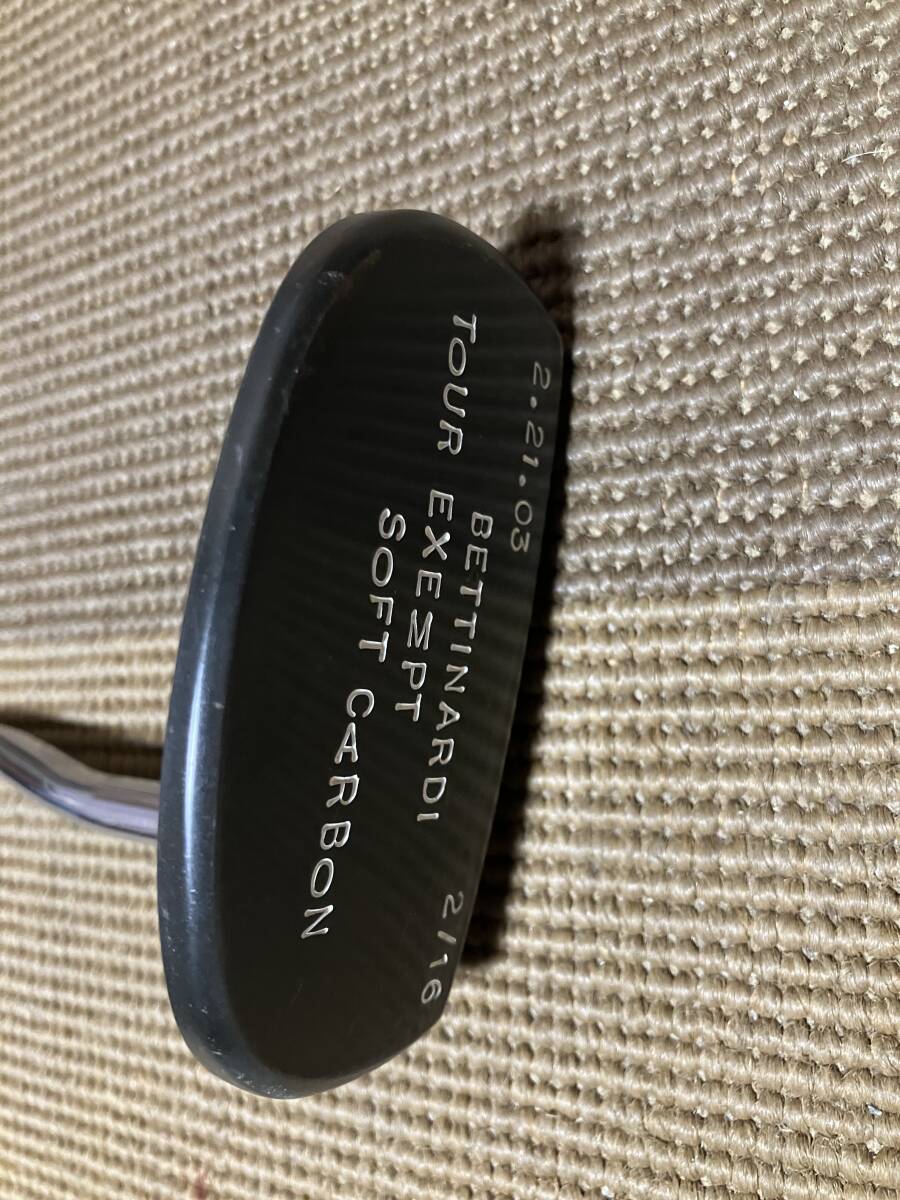 2.21.03
BETTINARDI
2/16
TOUR EXEMPT
SOFT CARBON